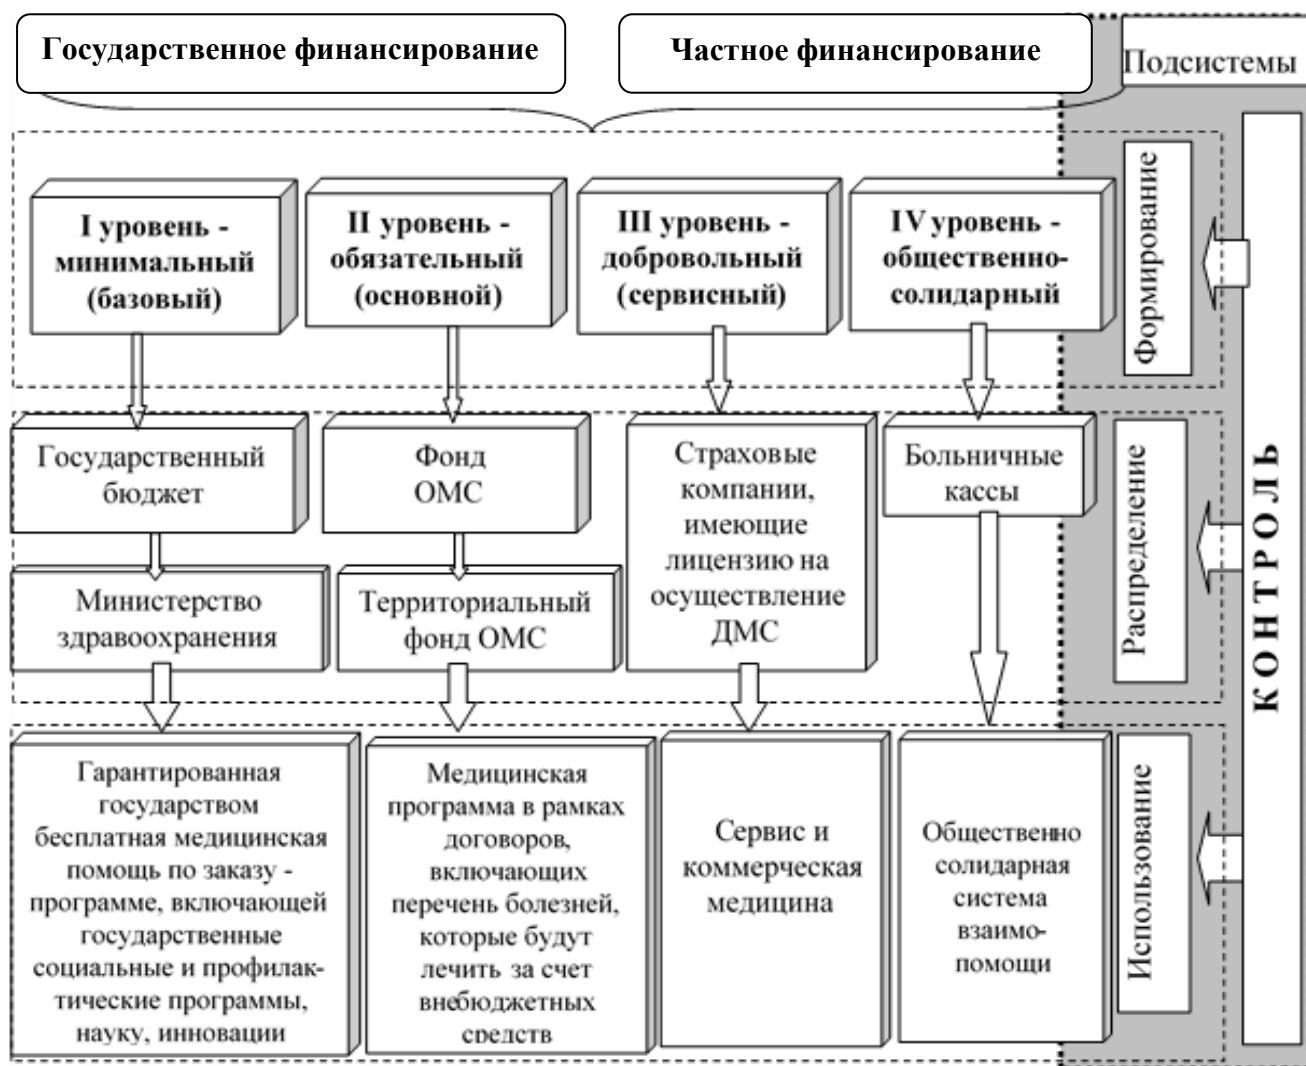 Государственное финансирование
Частное финансирование
Подсистемы
I уровень -
минимальный
(базовый)
II уровень -
обязательный
(основной)
III уровень -
добровольный
(сервисный)
IV уровень -
общественно-
солидарный
Формирование
Государственный
бюджет
Фонд
ОМС
Страховые
компании,
имеющие
лицензию на
осуществление
ДМС
Больничные
кассы
Министерство
здравоохранения
Территориальный
фонд ОМС
Распределение
КОНТРОЛЬ
Гарантированная
государством
бесплатная медицинская
помощь по заказу -
программе, включающей
государственные
социальные и профилак-
тические программы,
науку, инновации
Медицинская
программа в рамках
договоров,
включающих
перечень болезней,
которые будут
лечить за счет
внебюджетных
средств
Сервис и
коммерческая
медицина
Общественно
солидарная
система
взаимо-
помощи
Использование